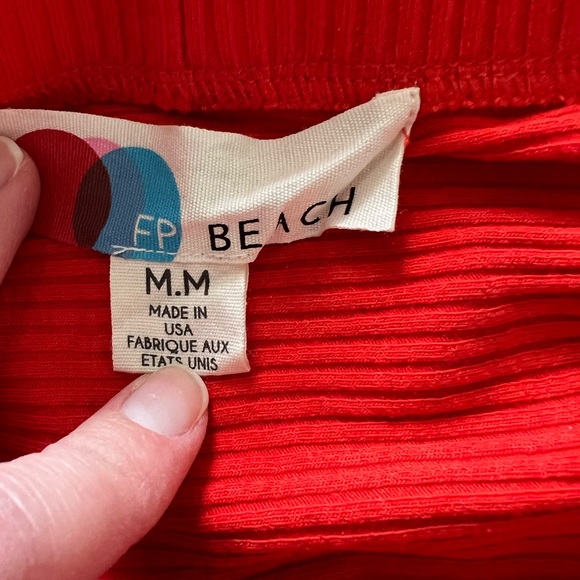 FP BEACH
M.M
MADE IN
USA
FABRIQUE AUX
ETATS UNIS